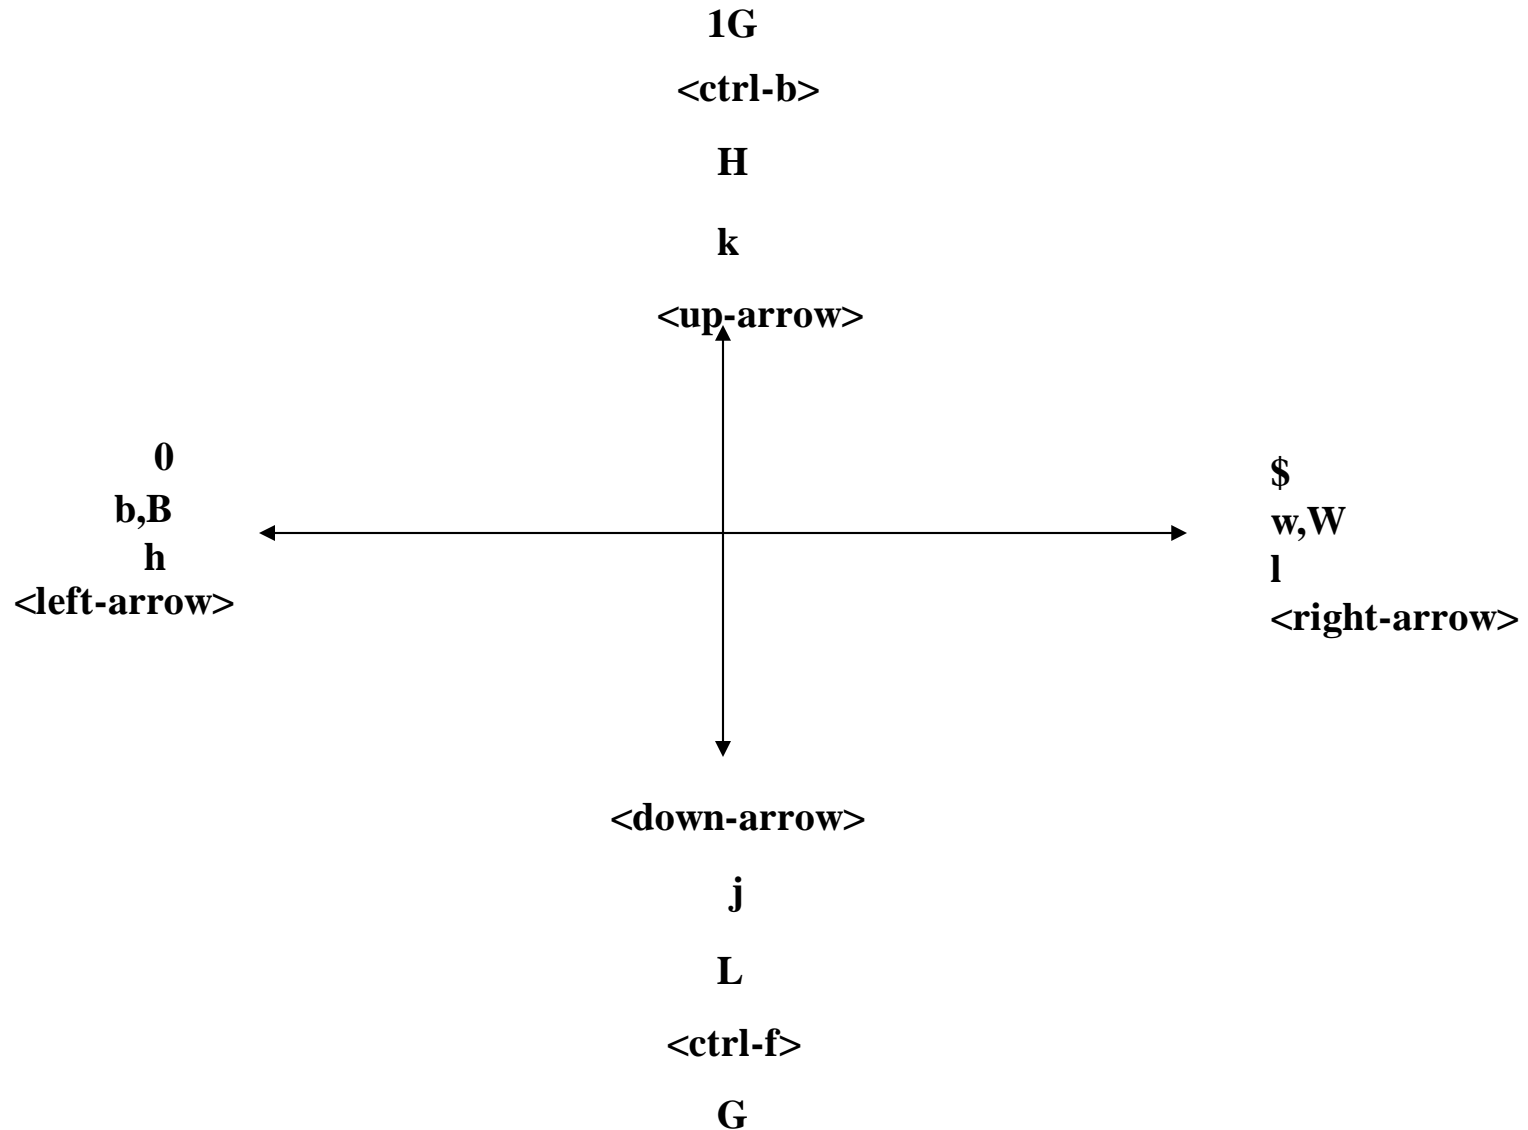 1G
<ctrl-b>
H
k
<up-arrow>
0
b,B
h
<left-arrow>
$
w,W
l
<right-arrow>
<down-arrow>
j
L
<ctrl-f>
G